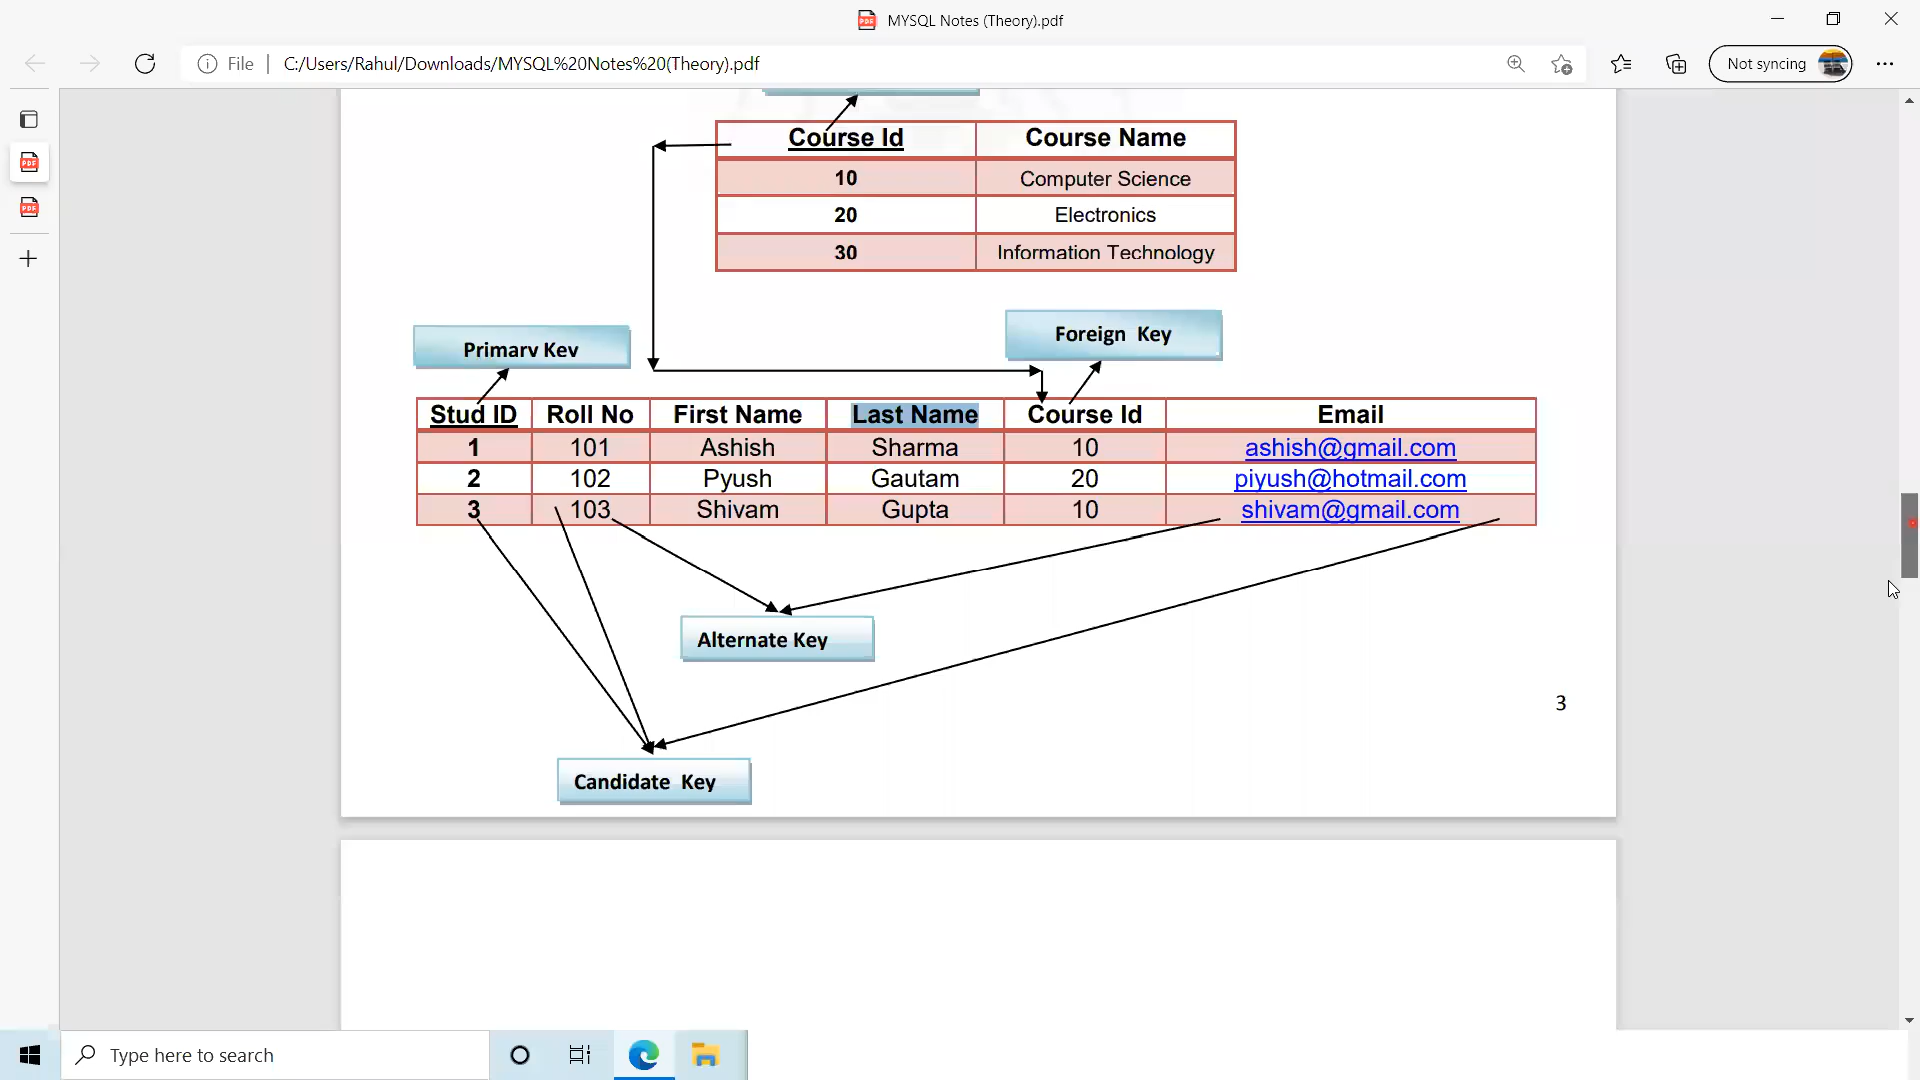 MYSQL Notes (Theory).pdf
File
C:/Users/Rahul/Downloads/MYSQL%20Notes%20(Theory).pdf
Not syncing
Course Id Course Name
10 Computer Science
20 Electronics
30 Information Technology
Primary Key
Foreign Key
Stud ID Roll No First Name Last Name Course Id Email
1 101 Ashish Sharma 10 ashish@gmail.com
2 102 Pyush Gautam 20 piyush@hotmail.com
3 103 Shivam Gupta 10 shivam@gmail.com
Alternate Key
3
Candidate Key
Type here to search